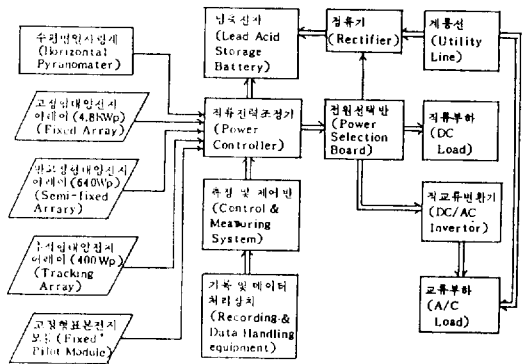 수평면일사량계
(Horizontal
Pyranomater)
고정형태양전지
어레이(4.8KWp)
(Fixed Array)
반고정형태양전지
어레이(640Wp)
(Semi-fixed
Arrary)
추적형태양전지
어레이(400Wp)
(Tracking
Array)
고정형표본전지
모듈(Fixed
Pilot Module)
납축전지
(Lead Acid
Storage
Battery)
직류전력조정기
(Power
Controller)
측정 및 제어반
(Control &
Measuring
System)
기록 및 데이타
처리장치
(Recording &
Data Handling
equipment)
정류기
(Rectifier)
전원선택반
(Power
Selection
Board)
계통선
(Utility
Line)
직류부하
(DC
Load)
직교류변환기
(DC/AC
Invertor)
교류부하
(A/C
Load)